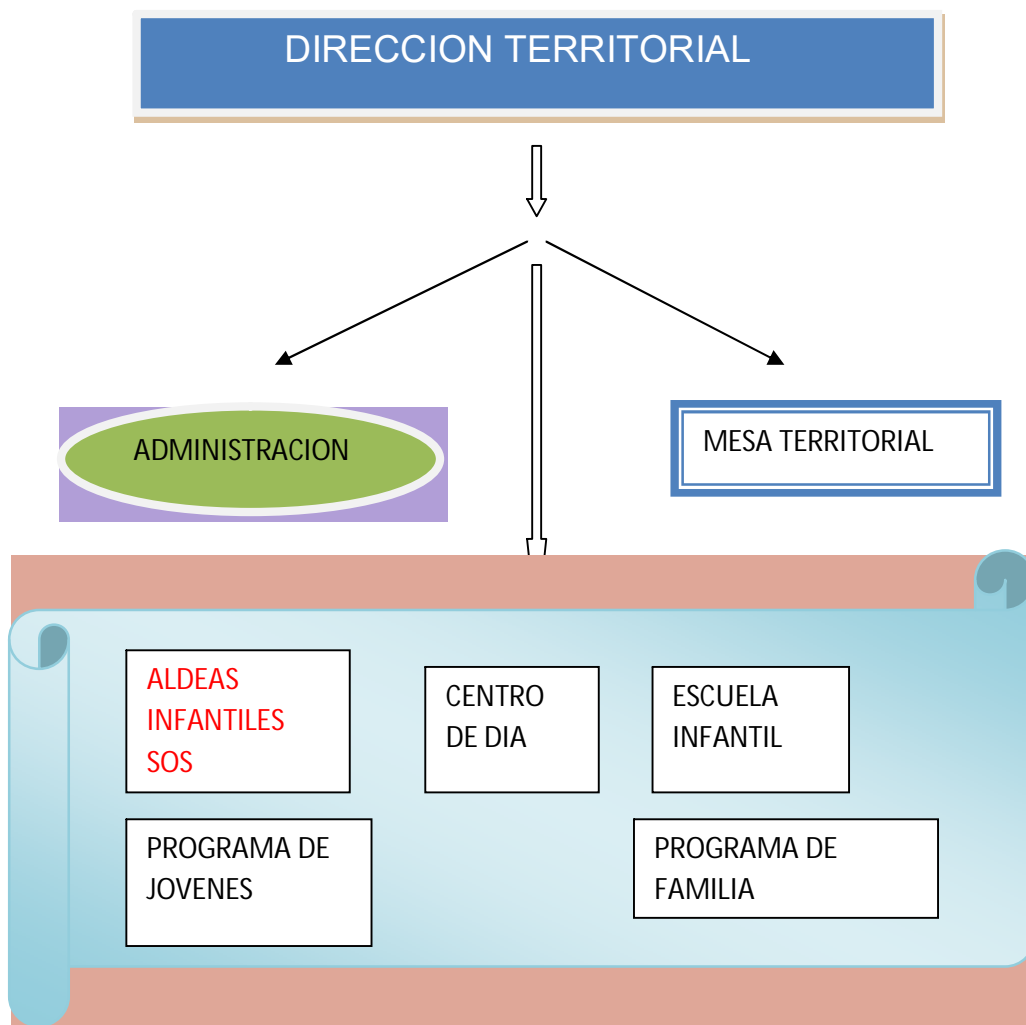 DIRECCION TERRITORIAL
ADMINISTRACION
MESA TERRITORIAL
ALDEAS
INFANTILES
SOS
CENTRO
DE DIA
ESCUELA
INFANTIL
PROGRAMA DE
JOVENES
PROGRAMA DE
FAMILIA